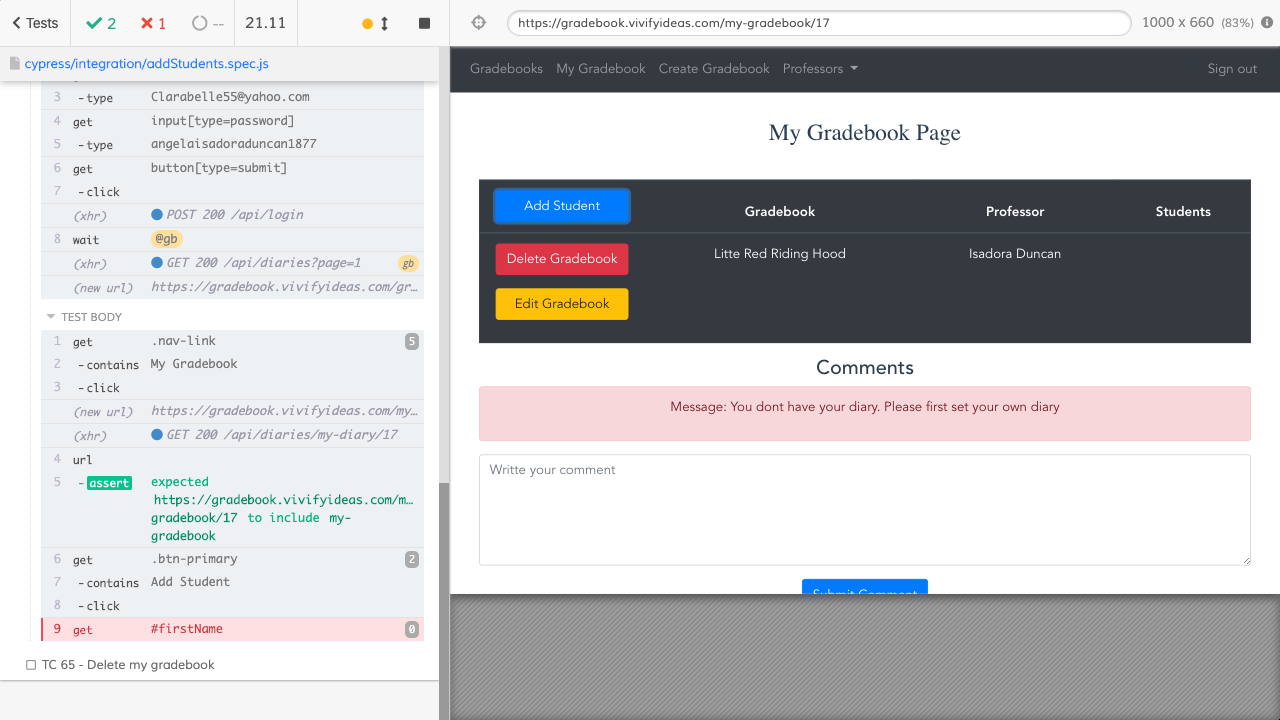 Tests
2
1
--
21.11
https://gradebook.vivifyideas.com/my-gradebook/17
1000 x 660 (83%)
cypress/integration/addStudents.spec.js
3 -type Clarabelle55@yahoo.com
4 get input[type=password]
5 -type angelaisadoraduncan1877
6 get button[type=submit]
7 -click
(xhr) POST 200 /api/login
8 wait @gb
(xhr) GET 200 /api/diaries?page=1 gb
(new url) https://gradebook.vivifyideas.com/gr…
TEST BODY
1 get .nav-link 5
2 -contains My Gradebook
3 -click
(new url) https://gradebook.vivifyideas.com/my…
(xhr) GET 200 /api/diaries/my-diary/17
4 url
5 -assert expected
https://gradebook.vivifyideas.com/m…
gradebook/17 to include my-
gradebook
6 get .btn-primary 2
7 -contains Add Student
8 -click
9 get #firstName 0
TC 65 - Delete my gradebook
Gradebooks My Gradebook Create Gradebook Professors Sign out
My Gradebook Page
Add Student Gradebook Professor Students
Delete Gradebook Litte Red Riding Hood Isadora Duncan
Edit Gradebook
Comments
Message: You dont have your diary. Please first set your own diary
Writte your comment
Submit Comment